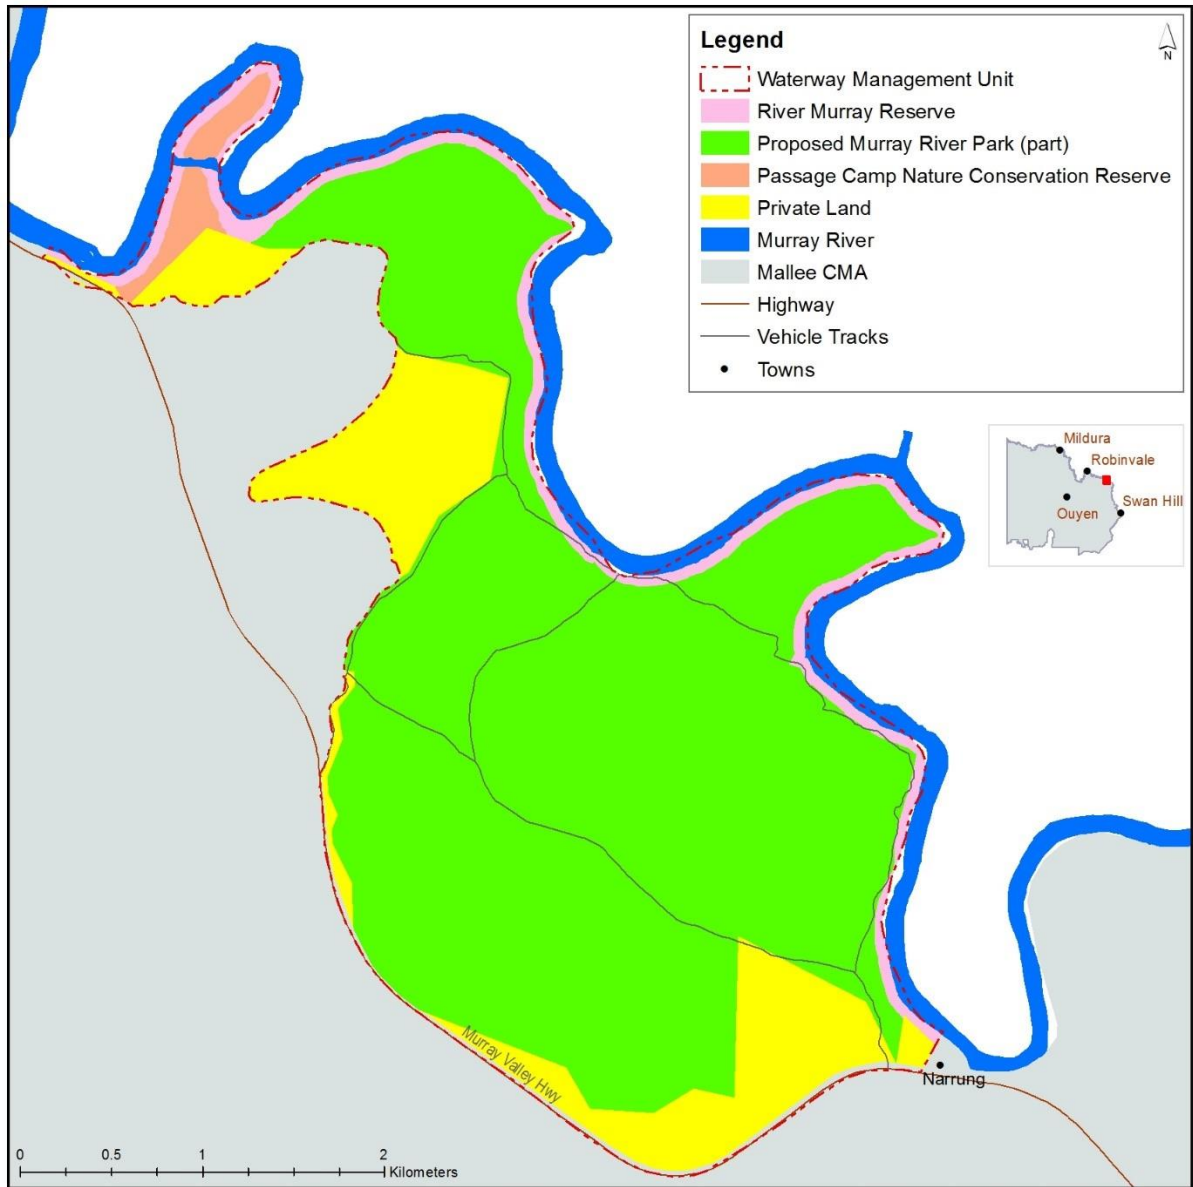 Legend
N
Waterway Management Unit
River Murray Reserve
Proposed Murray River Park (part)
Passage Camp Nature Conservation Reserve
Private Land
Murray River
Mallee CMA
Highway
Vehicle Tracks
Towns
Mildura
Robinvale
Swan Hill
Ouyen
Murray Valley Hwy
Narrung
0 0.5 1 2
Kilometers